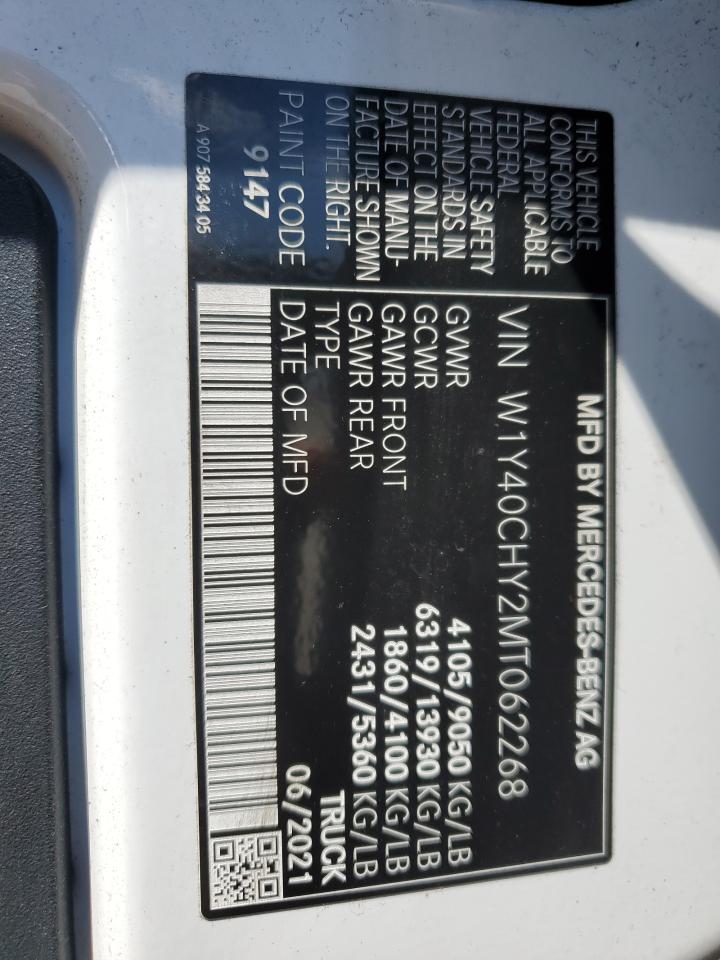 MFD BY MERCEDES-BENZ AG
VIN W1Y40CHY2MT062268
GVWR 4105/9050 KG/LB
GCWR 6319/13930 KG/LB
GAWR FRONT 1860/4100 KG/LB
GAWR REAR 2431/5360 KG/LB
TYPE TRUCK
DATE OF MFD 06/2021
THIS VEHICLE
CONFORMS TO
ALL APPLICABLE
FEDERAL
VEHICLE SAFETY
STANDARDS IN
EFFECT ON THE
DATE OF MANU-
FACTURE SHOWN
ON THE RIGHT.
PAINT CODE
9147
A 907 584 34 05